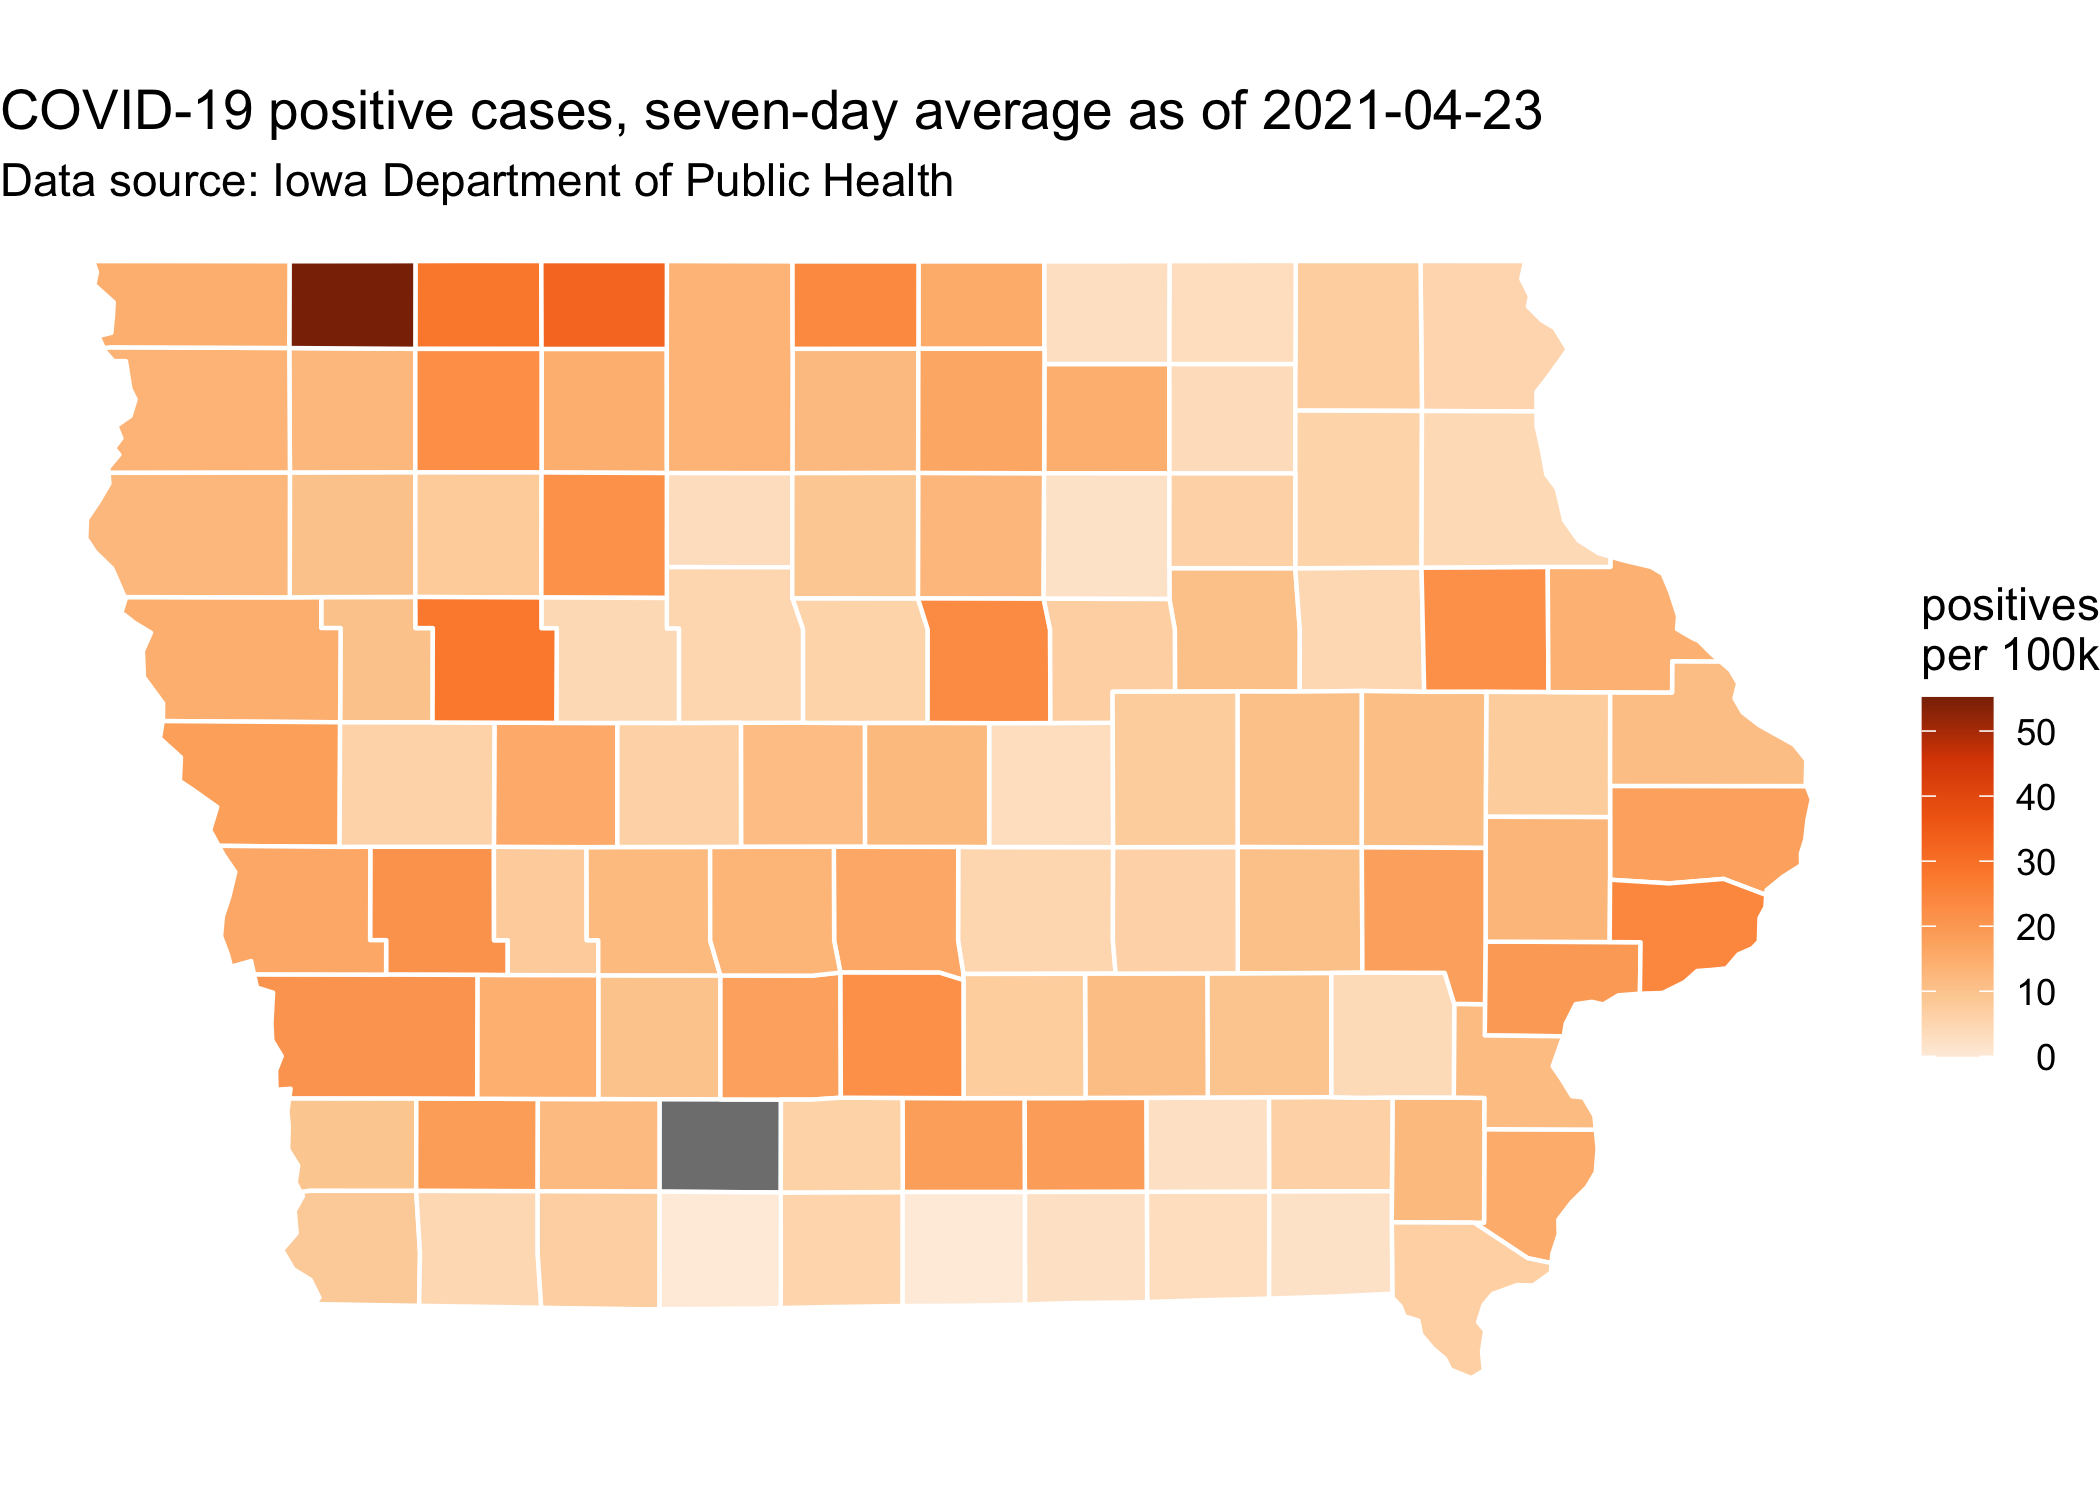 COVID-19 positive cases, seven-day average as of 2021-04-23
Data source: Iowa Department of Public Health
positives
per 100k
50
40
30
20
10
0